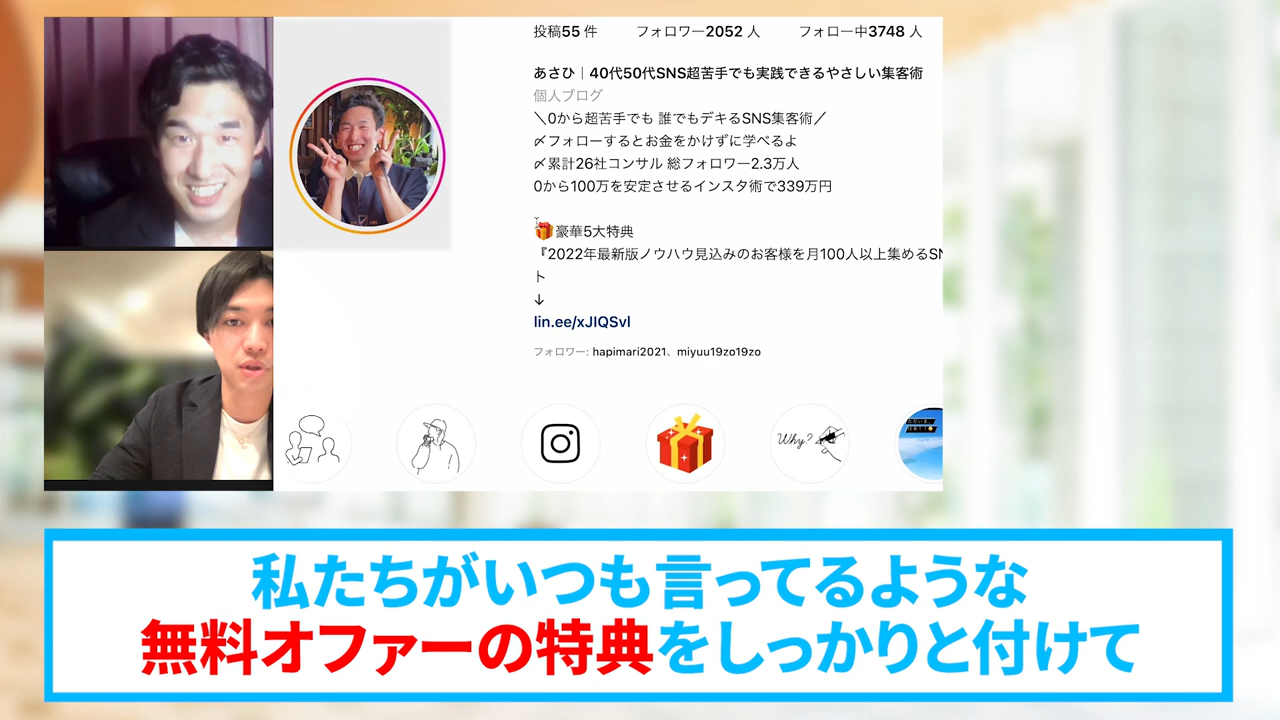 投稿55 件 フォロワー2052 人 フォロー中3748 人
あさひ｜40代50代SNS超苦手でも実践できるやさしい集客術
個人ブログ
＼0から超苦手でも 誰でもデキるSNS集客術／
〆フォローするとお金をかけずに学べるよ
〆累計26社コンサル 総フォロワー2.3万人
0から100万を安定させるインスタ術で339万円
🎁豪華5大特典
『2022年最新版ノウハウ見込みのお客様を月100人以上集めるSN
ト
↓
lin.ee/xJIQSvl
フォロワー: hapimari2021、miyuu19zo19zo
Why?
私たちがいつも言ってるような
無料オファーの特典をしっかりと付けて